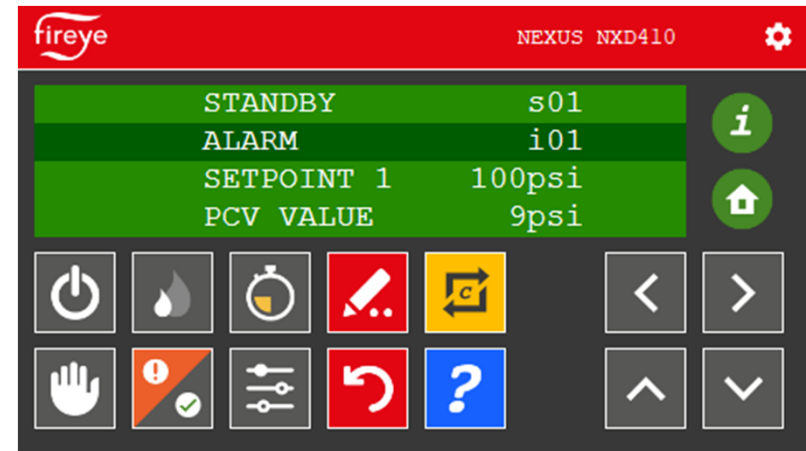 fireye
NEXUS NXD410
STANDBY s01
ALARM i01
SETPOINT 1 100psi
PCV VALUE 9psi
i
C
?